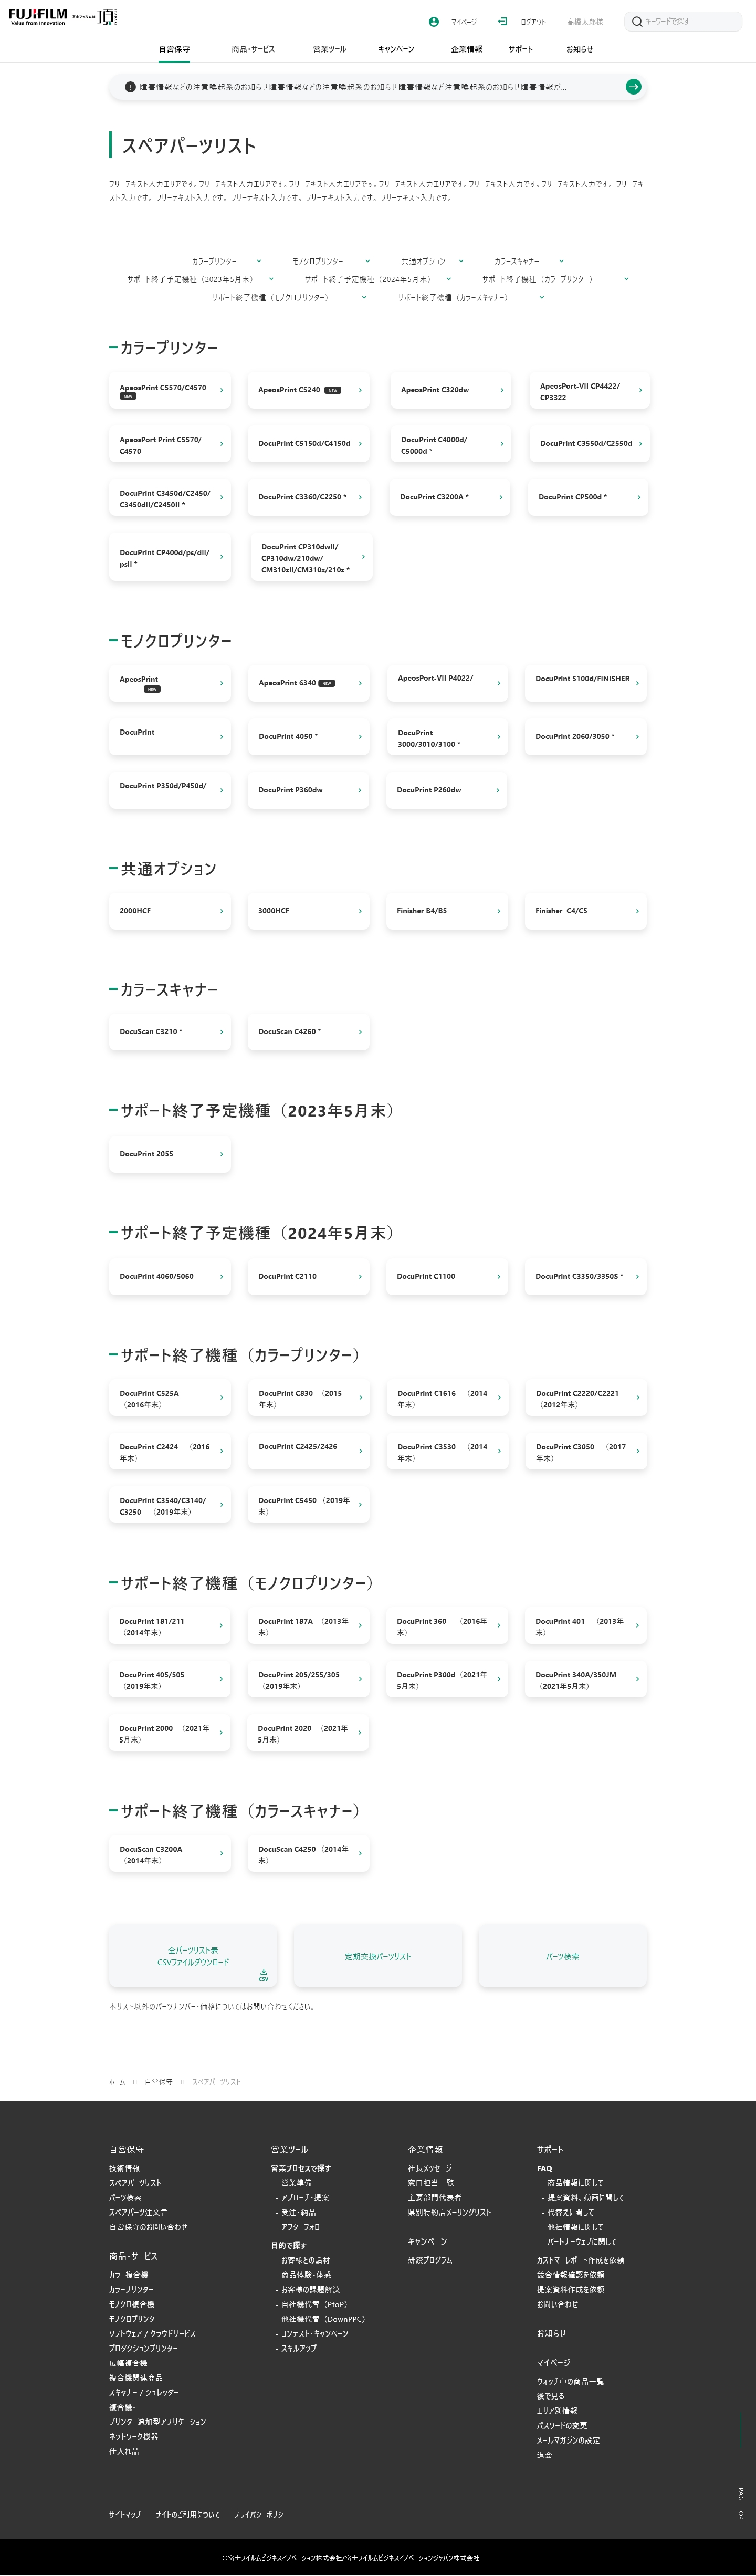 FUJIFILM
Value from Innovation
富士フイルムBI 頂
マイページ
ログアウト
高橋太郎様
キーワードで探す
自営保守
商品・サービス
営業ツール
キャンペーン
企業情報
サポート
お知らせ
障害情報などの注意喚起系のお知らせ障害情報などの注意喚起系のお知らせ障害情報など注意喚起系のお知らせ障害情報が…
スペアパーツリスト
フリーテキスト入力エリアです。フリーテキスト入力エリアです。フリーテキスト入力エリアです。フリーテキスト入力エリアです。フリーテキスト入力です。フリーテキスト入力です。 フリーテキ
スト入力です。 フリーテキスト入力です。 フリーテキスト入力です。 フリーテキスト入力です。 フリーテキスト入力です。
カラープリンター
モノクロプリンター
共通オプション
カラースキャナー
サポート終了予定機種（2023年5月末）
サポート終了予定機種（2024年5月末）
サポート終了機種（カラープリンター）
サポート終了機種（モノクロプリンター）
サポート終了機種（カラースキャナー）
カラープリンター
ApeosPrint C5570/C4570
NEW
ApeosPrint C5240 NEW
ApeosPrint C320dw
ApeosPort-VII CP4422/
CP3322
ApeosPort Print C5570/
C4570
DocuPrint C5150d/C4150d
DocuPrint C4000d/
C5000d *
DocuPrint C3550d/C2550d
DocuPrint C3450d/C2450/
C3450dII/C2450II *
DocuPrint C3360/C2250 *
DocuPrint C3200A *
DocuPrint CP500d *
DocuPrint CP400d/ps/dII/
psII *
DocuPrint CP310dwII/
CP310dw/210dw/
CM310zII/CM310z/210z *
モノクロプリンター
ApeosPrint
NEW
ApeosPrint 6340 NEW
ApeosPort-VII P4022/
DocuPrint 5100d/FINISHER
DocuPrint
DocuPrint 4050 *
DocuPrint
3000/3010/3100 *
DocuPrint 2060/3050 *
DocuPrint P350d/P450d/
DocuPrint P360dw
DocuPrint P260dw
共通オプション
2000HCF
3000HCF
Finisher B4/B5
Finisher C4/C5
カラースキャナー
DocuScan C3210 *
DocuScan C4260 *
サポート終了予定機種（2023年5月末）
DocuPrint 2055
サポート終了予定機種（2024年5月末）
DocuPrint 4060/5060
DocuPrint C2110
DocuPrint C1100
DocuPrint C3350/3350S *
サポート終了機種（カラープリンター）
DocuPrint C525A
（2016年末）
DocuPrint C830 （2015
年末）
DocuPrint C1616 （2014
年末）
DocuPrint C2220/C2221
（2012年末）
DocuPrint C2424 （2016
年末）
DocuPrint C2425/2426
DocuPrint C3530 （2014
年末）
DocuPrint C3050 （2017
年末）
DocuPrint C3540/C3140/
C3250 （2019年末）
DocuPrint C5450 （2019年
末）
サポート終了機種（モノクロプリンター）
DocuPrint 181/211
（2014年末）
DocuPrint 187A （2013年
末）
DocuPrint 360 （2016年
末）
DocuPrint 401 （2013年
末）
DocuPrint 405/505
（2019年末）
DocuPrint 205/255/305
（2019年末）
DocuPrint P300d（2021年
5月末）
DocuPrint 340A/350JM
（2021年5月末）
DocuPrint 2000 （2021年
5月末）
DocuPrint 2020 （2021年
5月末）
サポート終了機種（カラースキャナー）
DocuScan C3200A
（2014年末）
DocuScan C4250 （2014年
末）
全パーツリスト表
CSVファイルダウンロード
CSV
定期交換パーツリスト
パーツ検索
本リスト以外のパーツナンバー・価格についてはお問い合わせください。
ホーム
自営保守
スペアパーツリスト
自営保守
技術情報
スペアパーツリスト
パーツ検索
スペアパーツ注文書
自営保守のお問い合わせ
商品・サービス
カラー複合機
カラープリンター
モノクロ複合機
モノクロプリンター
ソフトウェア / クラウドサービス
プロダクションプリンター
広幅複合機
複合機関連商品
スキャナー / シュレッダー
複合機・
プリンター追加型アプリケーション
ネットワーク機器
仕入れ品
営業ツール
営業プロセスで探す
- 営業準備
- アプローチ・提案
- 受注・納品
- アフターフォロー
目的で探す
- お客様との話材
- 商品体験・体感
- お客様の課題解決
- 自社機代替（PtoP）
- 他社機代替（DownPPC）
- コンテスト・キャンペーン
- スキルアップ
企業情報
社長メッセージ
窓口担当一覧
主要部門代表者
県別特約店メーリングリスト
キャンペーン
研鑽プログラム
サポート
FAQ
- 商品情報に関して
- 提案資料、動画に関して
- 代替えに関して
- 他社情報に関して
- パートナーウェブに関して
カストマーレポート作成を依頼
競合情報確認を依頼
提案資料作成を依頼
お問い合わせ
お知らせ
マイページ
ウォッチ中の商品一覧
後で見る
エリア別情報
パスワードの変更
メールマガジンの設定
退会
PAGE TOP
サイトマップ
サイトのご利用について
プライバシーポリシー
©富士フイルムビジネスイノベーション株式会社/富士フイルムビジネスイノベーションジャパン株式会社